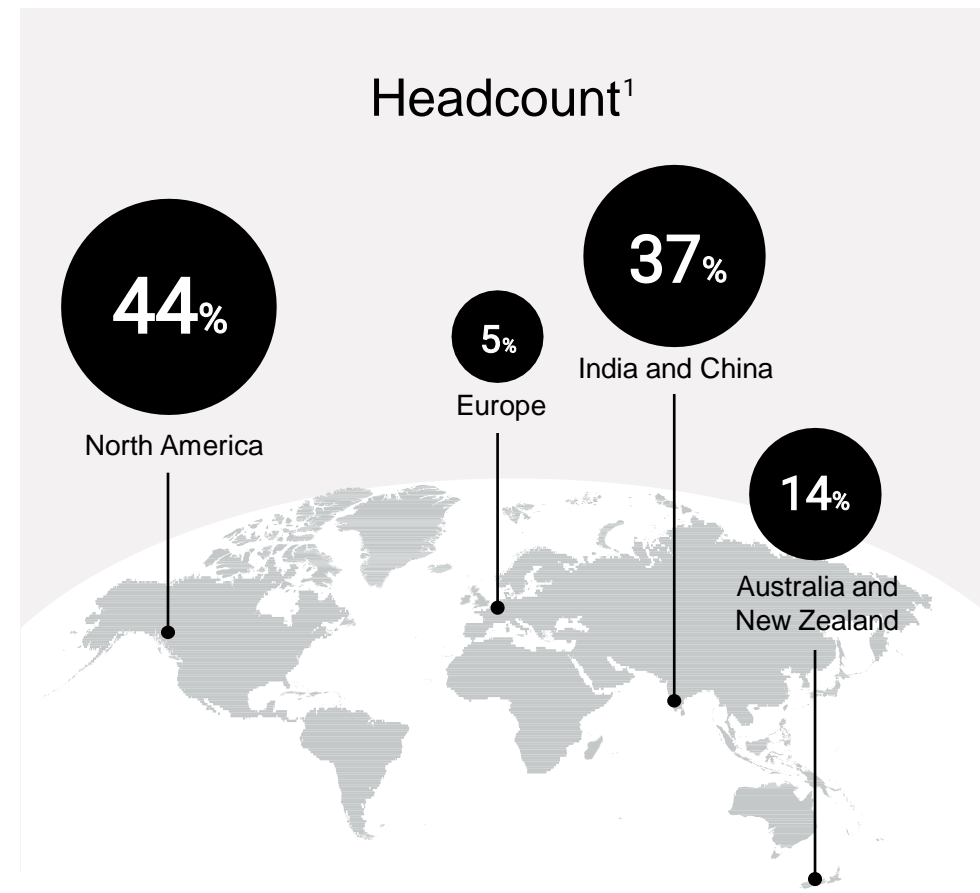 Headcount¹
44%
North America
5%
Europe
37%
India and China
14%
Australia and
New Zealand